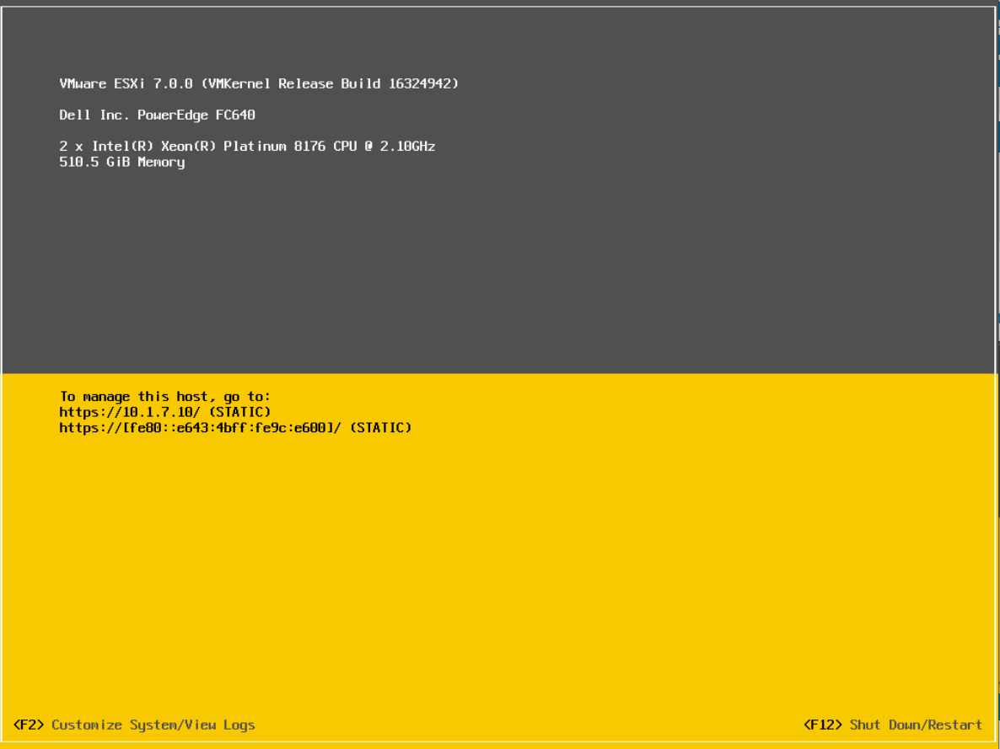 VMware ESXi 7.0.0 (VMKernel Release Build 16324942)
Dell Inc. PowerEdge FC640
2 x Intel(R) Xeon(R) Platinum 8176 CPU @ 2.10GHz
510.5 GiB Memory
To manage this host, go to:
https://10.1.7.10/ (STATIC)
https://[fe80::e643:4bff:fe9c:e600]/ (STATIC)
<F2> Customize System/View Logs
<F12> Shut Down/Restart